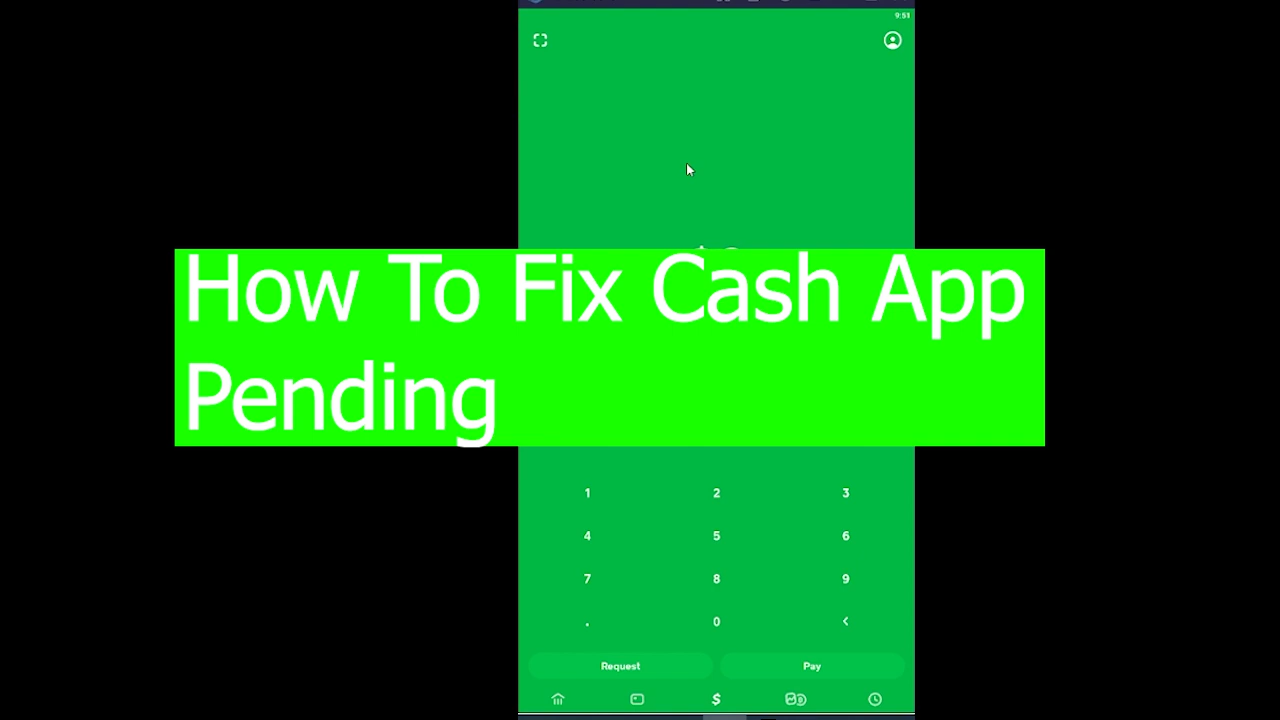 9:51
How To Fix Cash App
Pending
1 2 3
4 5 6
7 8 9
. 0 <
Request Pay
$